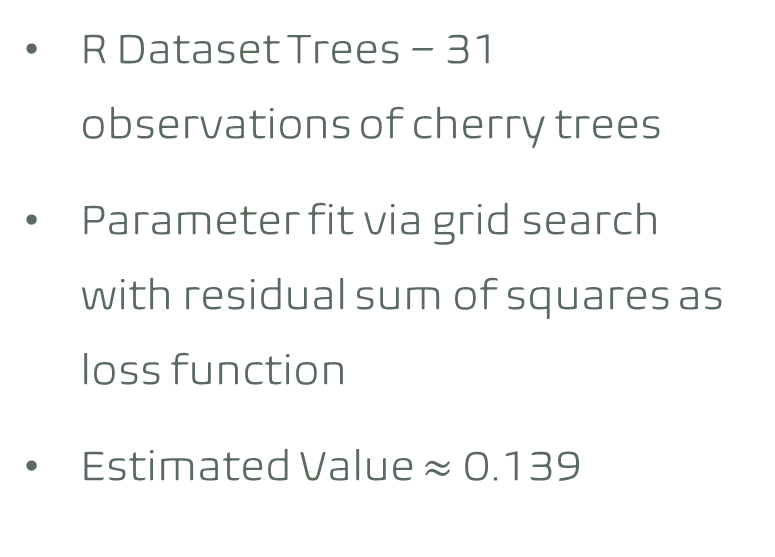 • R Dataset Trees – 31
observations of cherry trees
• Parameter fit via grid search
with residual sum of squares as
loss function
• Estimated Value ≈ 0.139